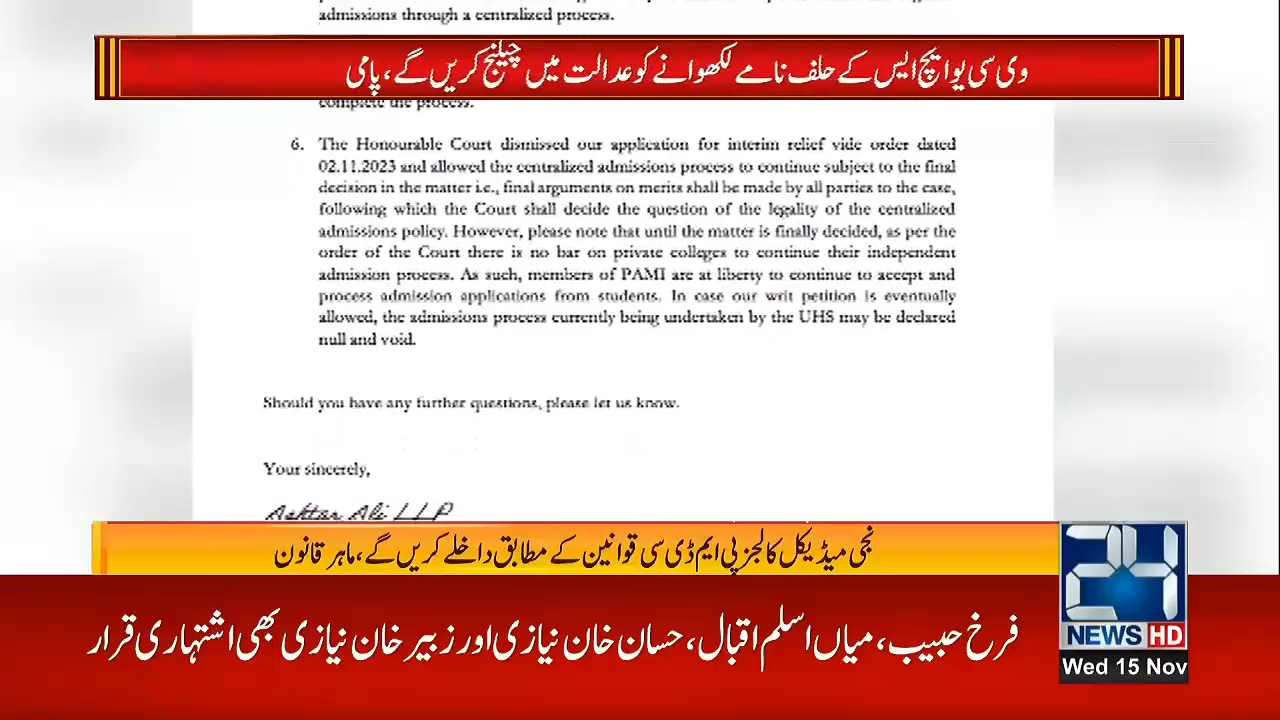 admissions through a centralized process.
وی سی یو ایچ ایس کے حلف نامے لکھوانے کو عدالت میں چیلنج کریں گے، پامی
complete the process.
6. The Honourable Court dismissed our application for interim relief vide order dated
02.11.2023 and allowed the centralized admissions process to continue subject to the final
decision in the matter i.e., final arguments on merits shall be made by all parties to the case,
following which the Court shall decide the question of the legality of the centralized
admissions policy. However, please note that until the matter is finally decided, as per the
order of the Court there is no bar on private colleges to continue their independent
admission process. As such, members of PAMI are at liberty to continue to accept and
process admission applications from students. In case our writ petition is eventually
allowed, the admissions process currently being undertaken by the UHS may be declared
null and void.
Should you have any further questions, please let us know.
Your sincerely,
Ashtar Ali LLP
نجی میڈیکل کالجز پی ایم ڈی سی قوانین کے مطابق داخلے کریں گے، ماہر قانون
فرخ حبیب، میاں اسلم اقبال، حسان خان نیازی اور زبیر خان نیازی بھی اشتہاری قرار
24
NEWS HD
Wed 15 Nov